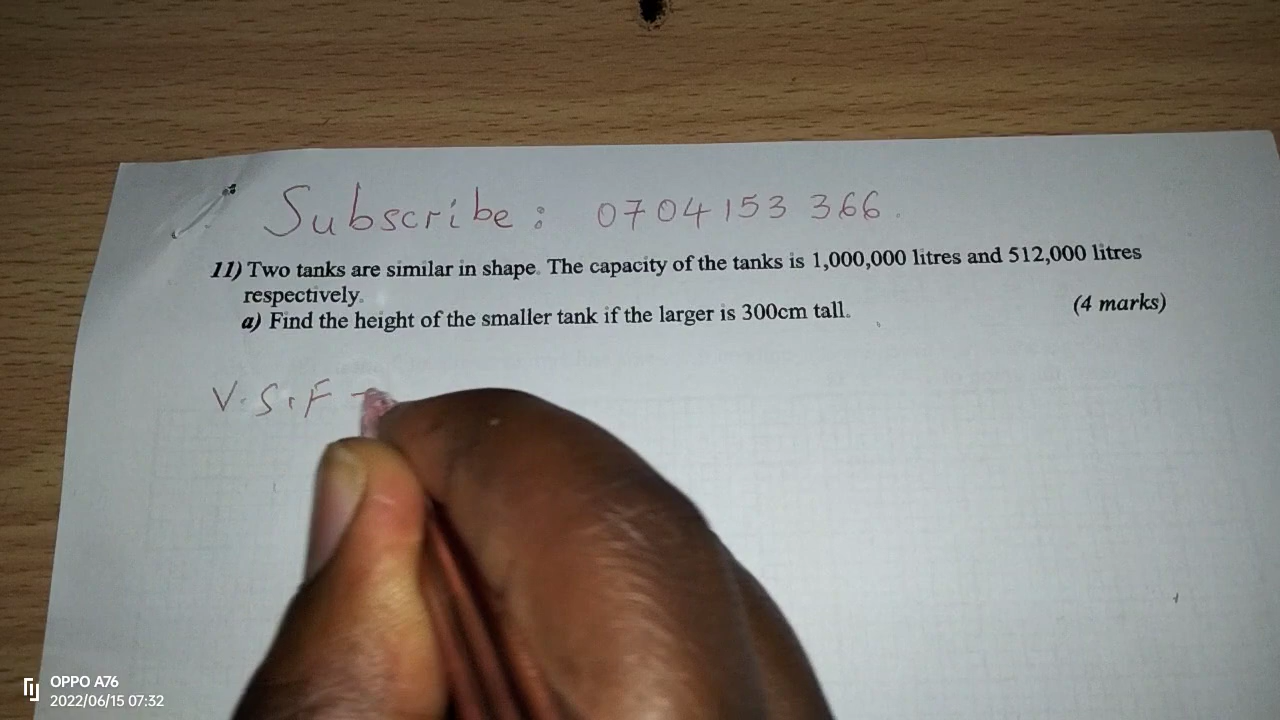 Subscribe: 0704153 366.
11) Two tanks are similar in shape. The capacity of the tanks is 1,000,000 litres and 512,000 litres
respectively.
a) Find the height of the smaller tank if the larger is 300cm tall.
(4 marks)
V.S.F
OPPO A76
2022/06/15 07:32